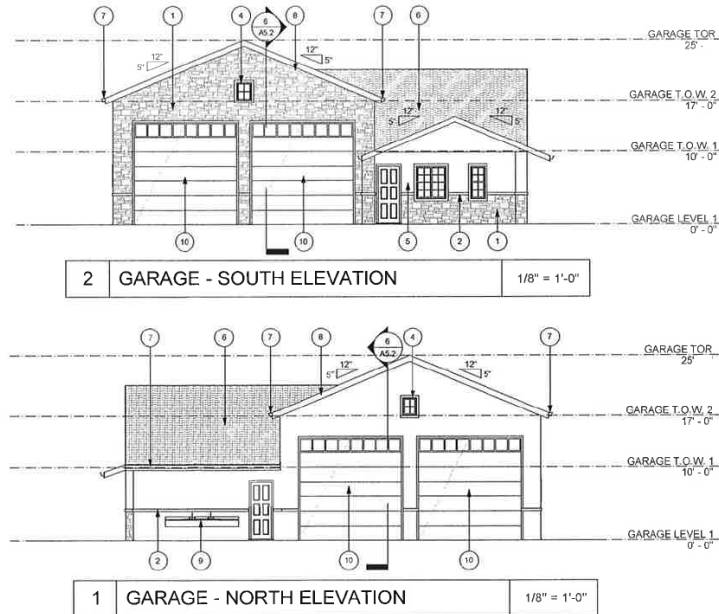 7 1 4 6 A5.2 8 7 6
GARAGE TOR
25' -
12" 5" 12" 5"
GARAGE T.O.W. 2
17' - 0"
12" 5" 12" 5"
GARAGE T.O.W. 1
10' - 0"
GARAGE LEVEL 1
0' - 0"
10 10 5 2 1
2 GARAGE - SOUTH ELEVATION 1/8" = 1'-0"
7 6 7 8 6 A5.2 4 7
GARAGE TOR
25'
12" 5" 12" 5"
GARAGE T.O.W. 2
17' - 0"
GARAGE T.O.W. 1
10' - 0"
GARAGE LEVEL 1
0' - 0"
2 9 10 10
1 GARAGE - NORTH ELEVATION 1/8" = 1'-0"